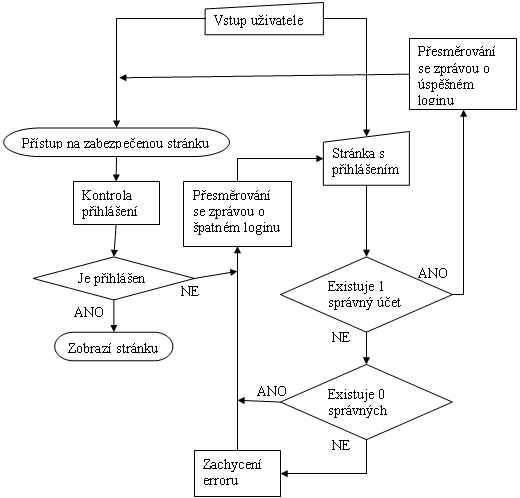 Vstup uživatele
Přesměrování
se zprávou o
úspěšném
loginu
Přístup na zabezpečenou stránku
Stránka s
přihlášením
Kontrola
přihlášení
Přesměrování
se zprávou o
špatném loginu
Je přihlášen
NE
ANO
Zobrazí stránku
Existuje 1
správný účet
ANO
NE
Existuje 0
správných
ANO
NE
Zachycení
erroru